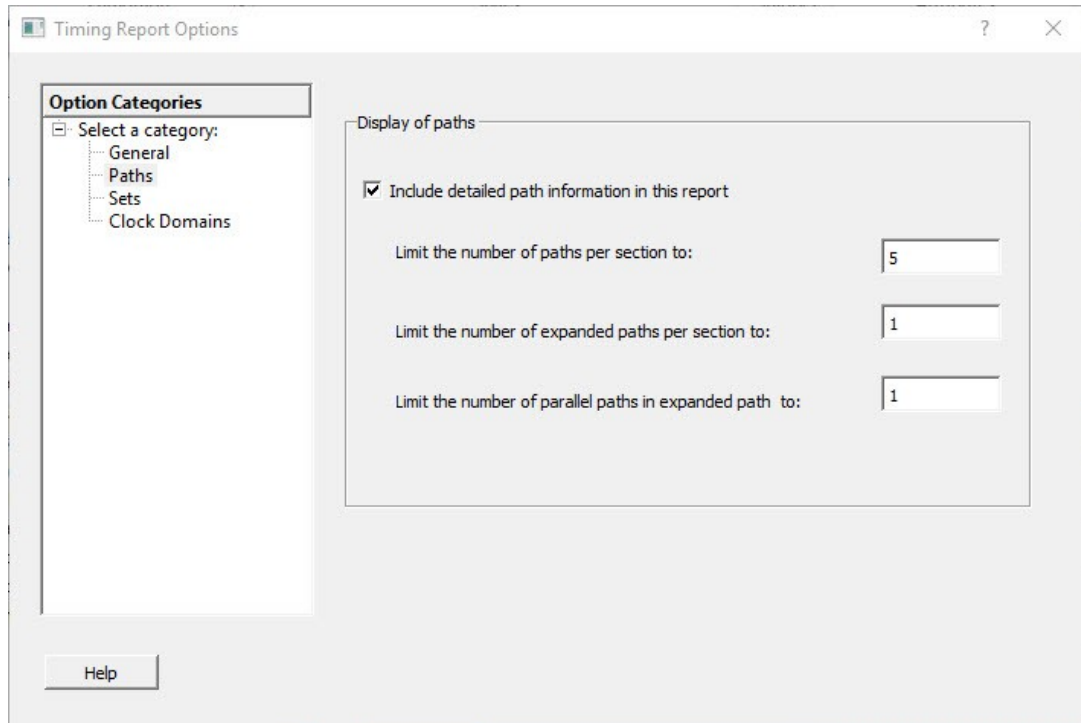 Timing Report Options
?
Option Categories
Select a category:
General
Paths
Sets
Clock Domains
Display of paths
Include detailed path information in this report
Limit the number of paths per section to:
5
Limit the number of expanded paths per section to:
1
Limit the number of parallel paths in expanded path  to:
1
Help